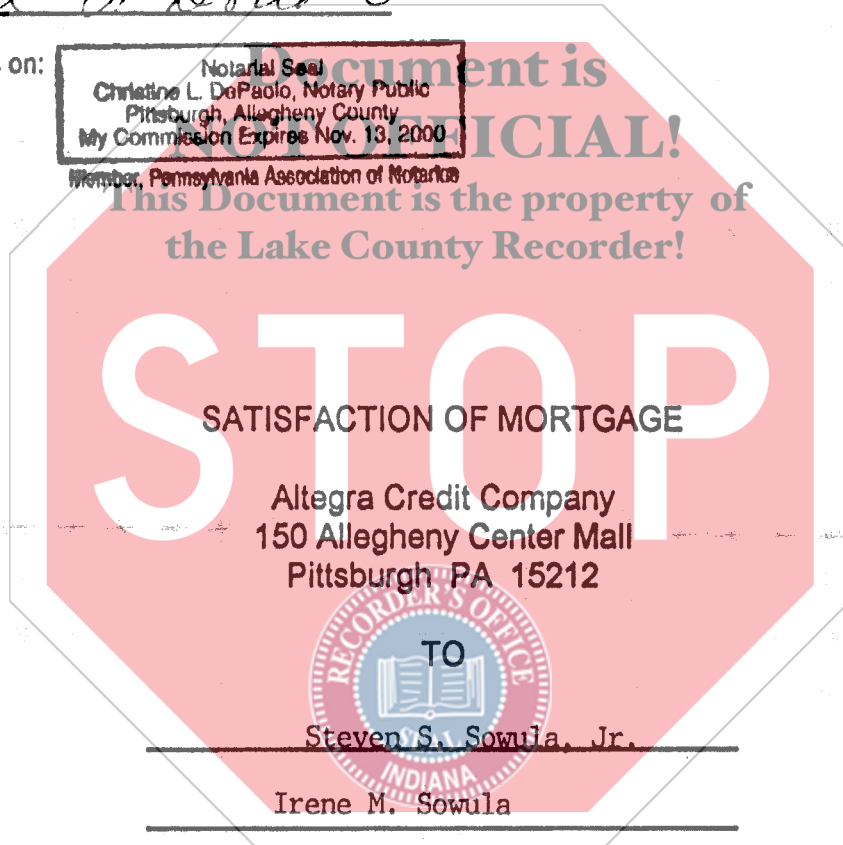 on:
Notarial Seal
Christine L. DePaolo, Notary Public
Pittsburgh, Allegheny County
My Commission Expires Nov. 13, 2000
Member, Pennsylvania Association of Notaries
Document is
NOT OFFICIAL!
This Document is the property of
the Lake County Recorder!
STOP
SATISFACTION OF MORTGAGE
Altegra Credit Company
150 Allegheny Center Mall
Pittsburgh PA 15212
TO
RECORDER'S OFFICE
SEAL
INDIANA
Steven S. Sowula, Jr.
Irene M. Sowula